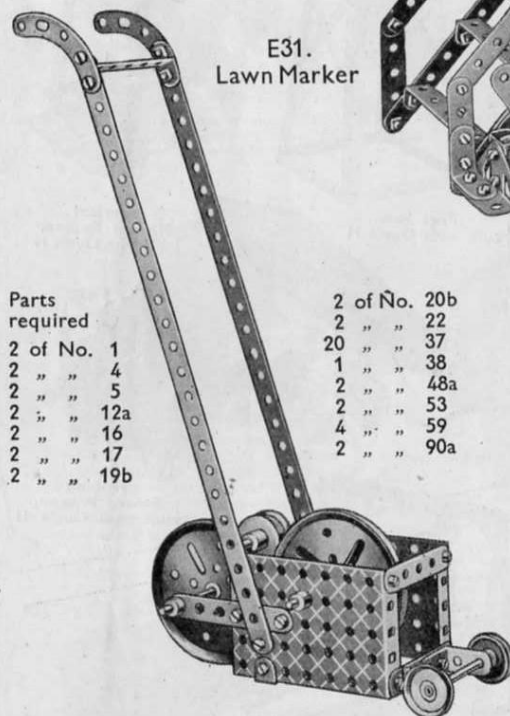 E31.
Lawn Marker
Parts
required
2 of No. 1
2 „ „ 4
2 „ „ 5
2 „ „ 12a
2 „ „ 16
2 „ „ 17
2 „ „ 19b
2 of No. 20b
2 „ „ 22
20 „ „ 37
1 „ „ 38
2 „ „ 48a
2 „ „ 53
4 „ „ 59
2 „ „ 90a